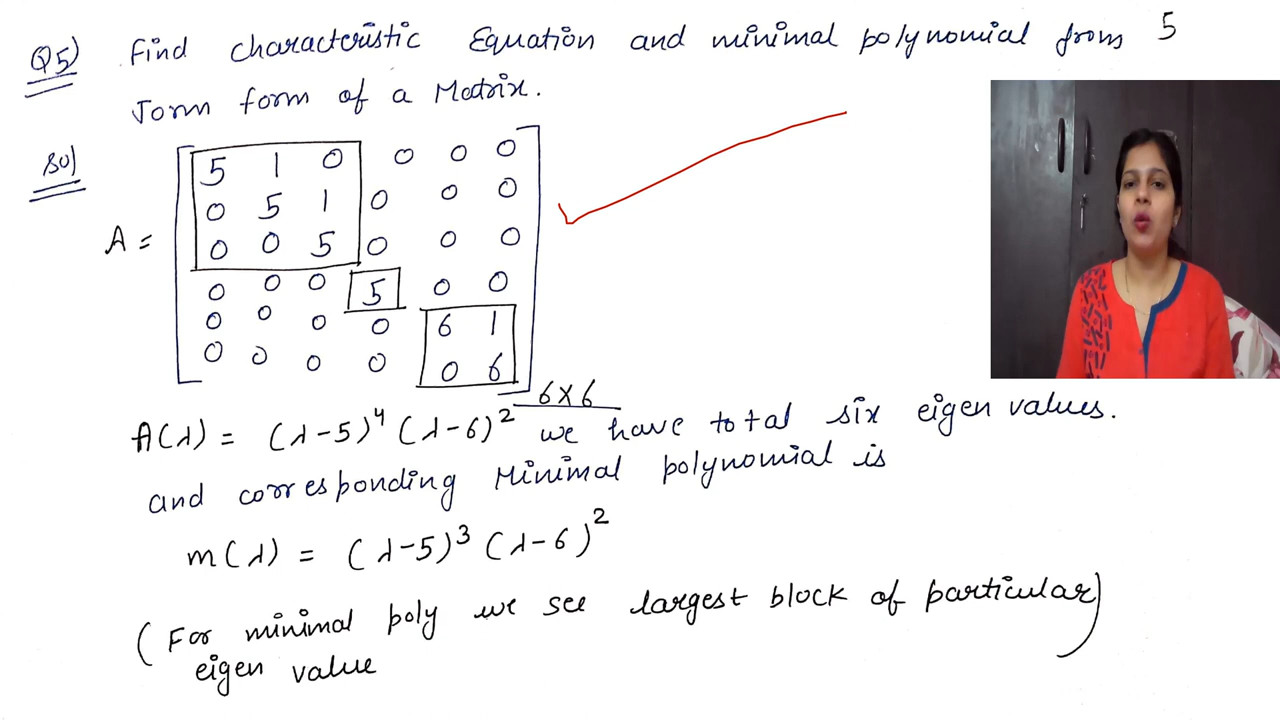 Q5) Find characteristic Equation and minimal polynomial from 5
Jorm form of a Matrix.
Sol
A =
5 1 0 0 0 0
0 5 1 0 0 0
0 0 5 0 0 0
0 0 0 5 0 0
0 0 0 0 6 1
0 0 0 0 0 6
6×6
A(λ) = (λ-5)⁴ (λ-6)² we have total six eigen values.
and corresponding Minimal polynomial is
m(λ) = (λ-5)³ (λ-6)²
(For minimal poly we see largest block of particular)
eigen value